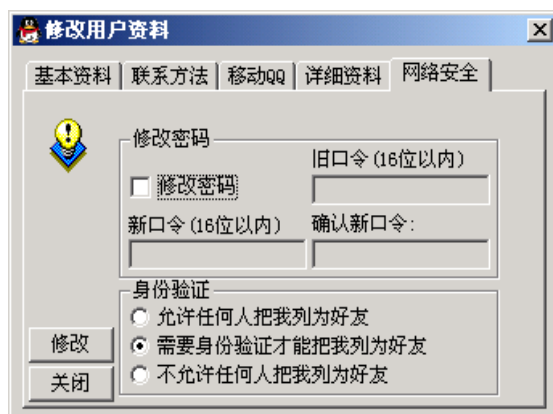 修改用户资料
基本资料 联系方法 移动QQ 详细资料 网络安全
修改密码
旧口令(16位以内)
修改密码
新口令(16位以内) 确认新口令:
身份验证
允许任何人把我列为好友
需要身份验证才能把我列为好友
不允许任何人把我列为好友
修改
关闭